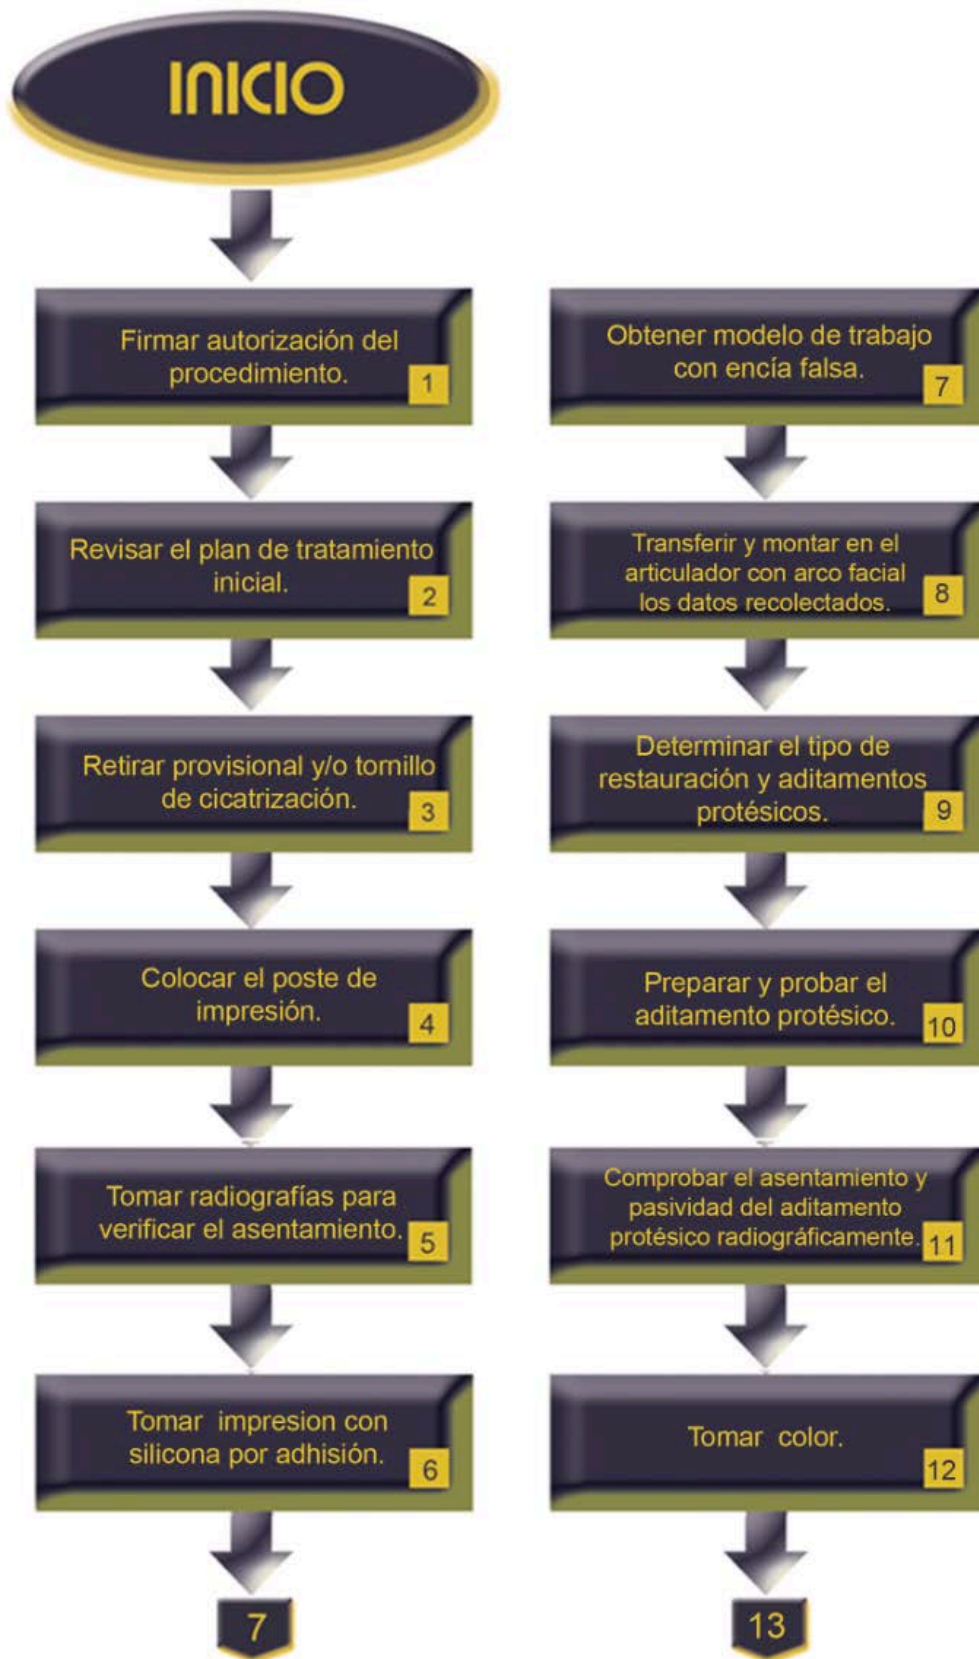 INICIO
Firmar autorización del
procedimiento.
1
Revisar el plan de tratamiento
inicial.
2
Retirar provisional y/o tornillo
de cicatrización.
3
Colocar el poste de
impresión.
4
Tomar radiografías para
verificar el asentamiento.
5
Tomar impresion con
silicona por adhisión.
6
7
Obtener modelo de trabajo
con encía falsa.
7
Transferir y montar en el
articulador con arco facial
los datos recolectados.
8
Determinar el tipo de
restauración y aditamentos
protésicos.
9
Preparar y probar el
aditamento protésico.
10
Comprobar el asentamiento y
pasividad del aditamento
protésico radiográficamente.
11
Tomar color.
12
13